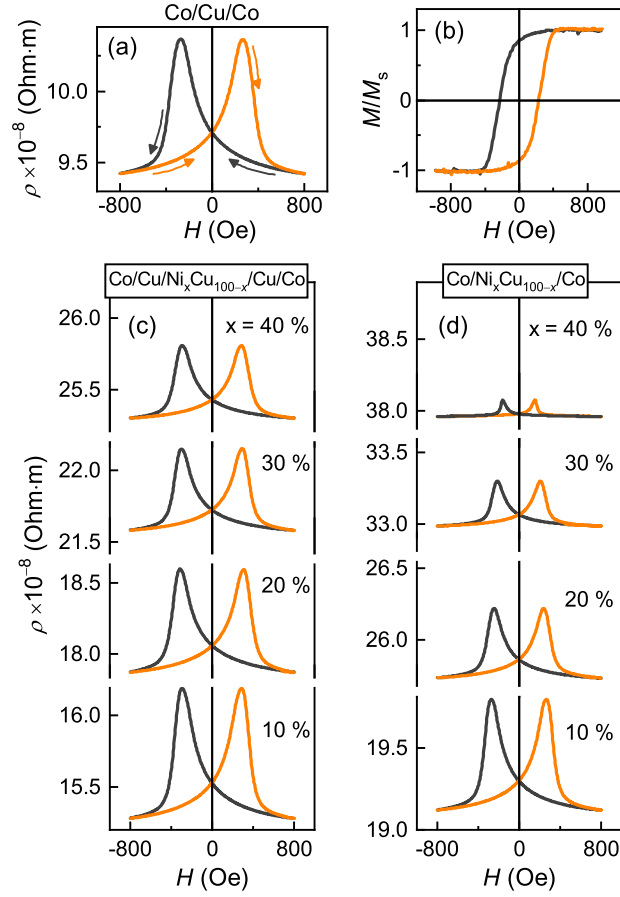 Co/Cu/Co
(a)
10.0
9.5
ρ ×10⁻⁸ (Ohm·m)
-800 0 800
H (Oe)
(b)
1
0
-1
M/Mₛ
-800 0 800
H (Oe)
Co/Cu/NiₓCu₁₀₀₋ₓ/Cu/Co
(c)
x = 40 %
26.0
25.5
30 %
22.0
21.5
20 %
18.5
18.0
10 %
16.0
15.5
ρ ×10⁻⁸ (Ohm·m)
-800 0 800
H (Oe)
Co/NiₓCu₁₀₀₋ₓ/Co
(d)
x = 40 %
38.5
38.0
33.5
30 %
33.0
26.5
20 %
26.0
10 %
19.5
19.0
-800 0 800
H (Oe)